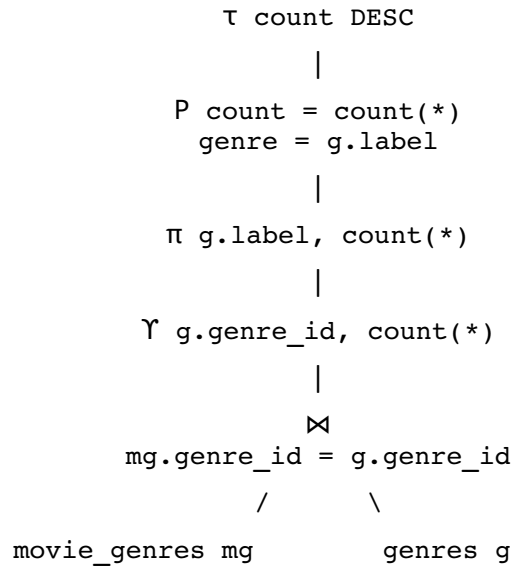 τ count DESC
|
ρ count = count(*)
genre = g.label
|
π g.label, count(*)
|
ϒ g.genre_id, count(*)
|
⋈
mg.genre_id = g.genre_id
/ \
movie_genres mg genres g